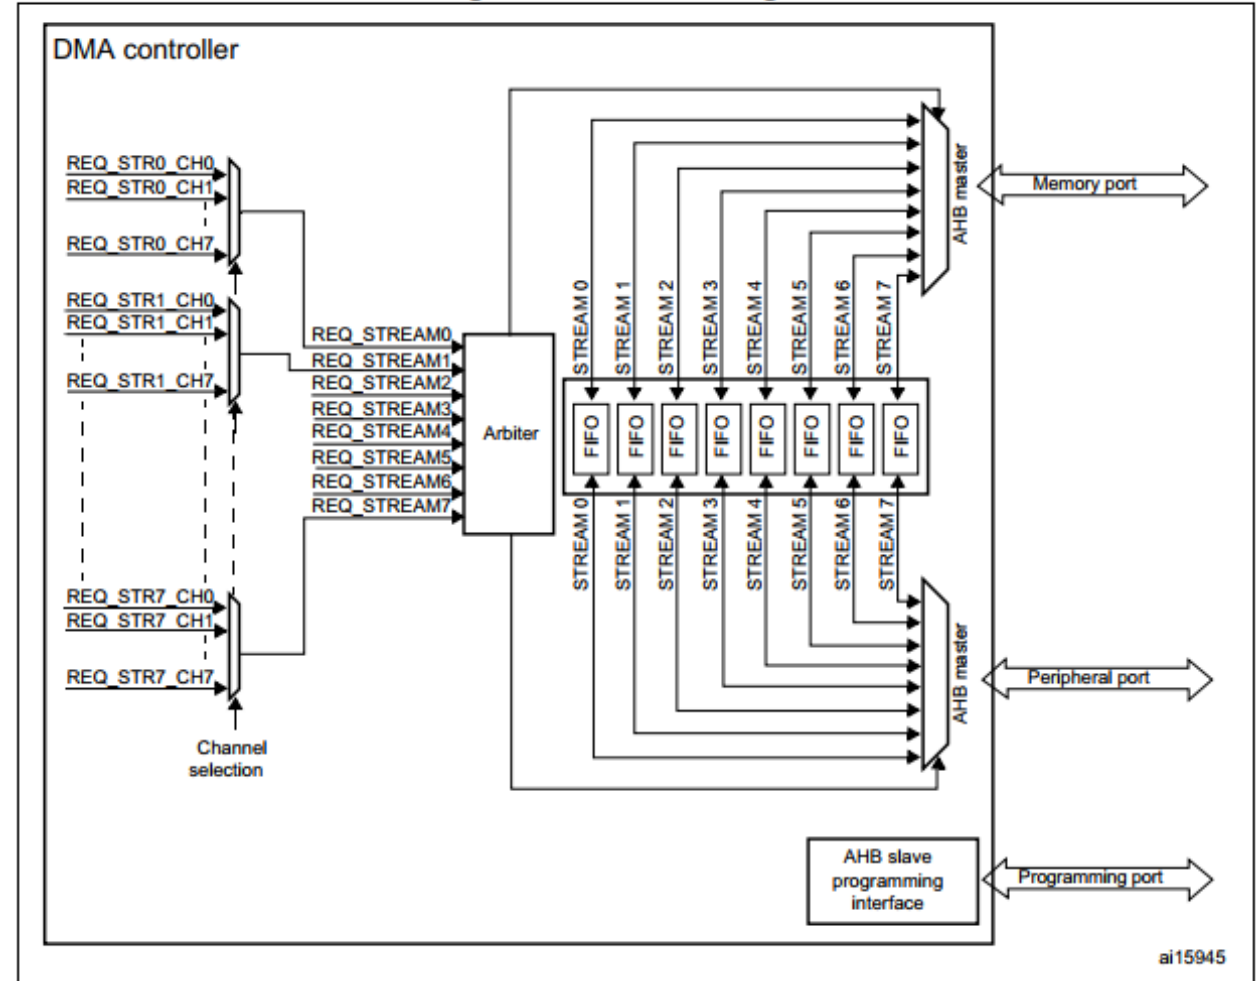 DMA controller
REQ_STR0_CH0
REQ_STR0_CH1
REQ_STR0_CH7
REQ_STR1_CH0
REQ_STR1_CH1
REQ_STR1_CH7
REQ_STR7_CH0
REQ_STR7_CH1
REQ_STR7_CH7
Channel
selection
REQ_STREAM0
REQ_STREAM1
REQ_STREAM2
REQ_STREAM3
REQ_STREAM4
REQ_STREAM5
REQ_STREAM6
REQ_STREAM7
Arbiter
STREAM 0
STREAM 1
STREAM 2
STREAM 3
STREAM 4
STREAM 5
STREAM 6
STREAM 7
FIFO
FIFO
FIFO
FIFO
FIFO
FIFO
FIFO
FIFO
STREAM 0
STREAM 1
STREAM 2
STREAM 3
STREAM 4
STREAM 5
STREAM 6
STREAM 7
AHB master
Memory port
AHB master
Peripheral port
AHB slave
programming
interface
Programming port
ai15945